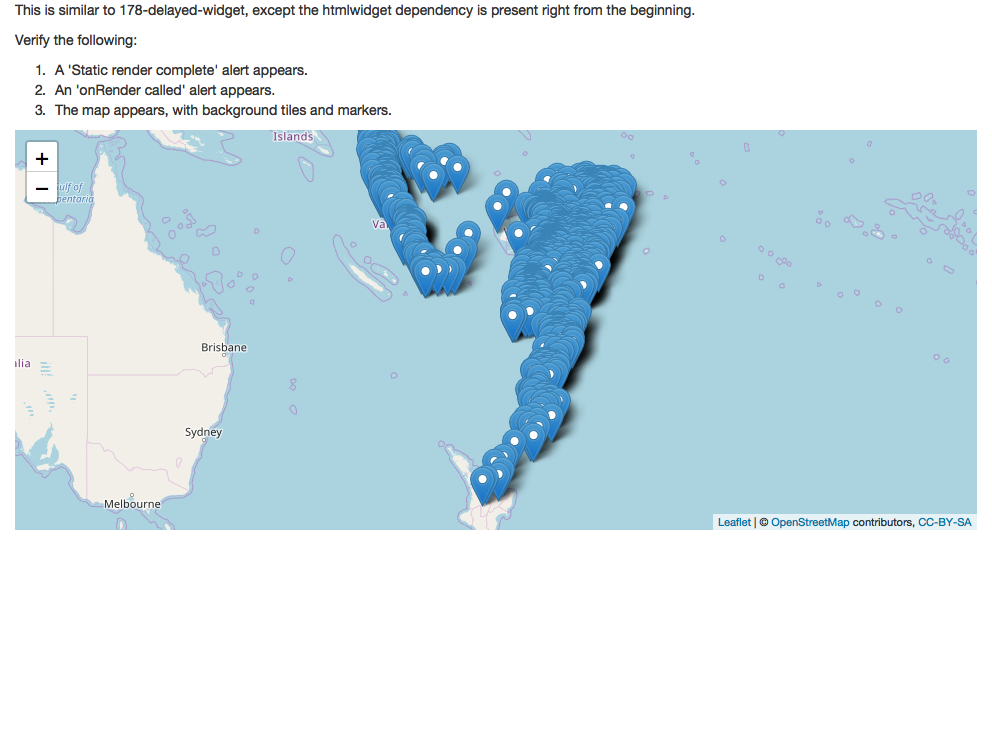 This is similar to 178-delayed-widget, except the htmlwidget dependency is present right from the beginning.
Verify the following:
1. A 'Static render complete' alert appears.
2. An 'onRender called' alert appears.
3. The map appears, with background tiles and markers.
Islands
+
−
ulf of
pentaria
Va
Brisbane
alia
Sydney
Melbourne
Leaflet | © OpenStreetMap contributors, CC-BY-SA